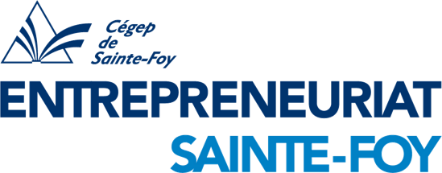 Cégep
de
Sainte-Foy
ENTREPRENEURIAT
SAINTE-FOY